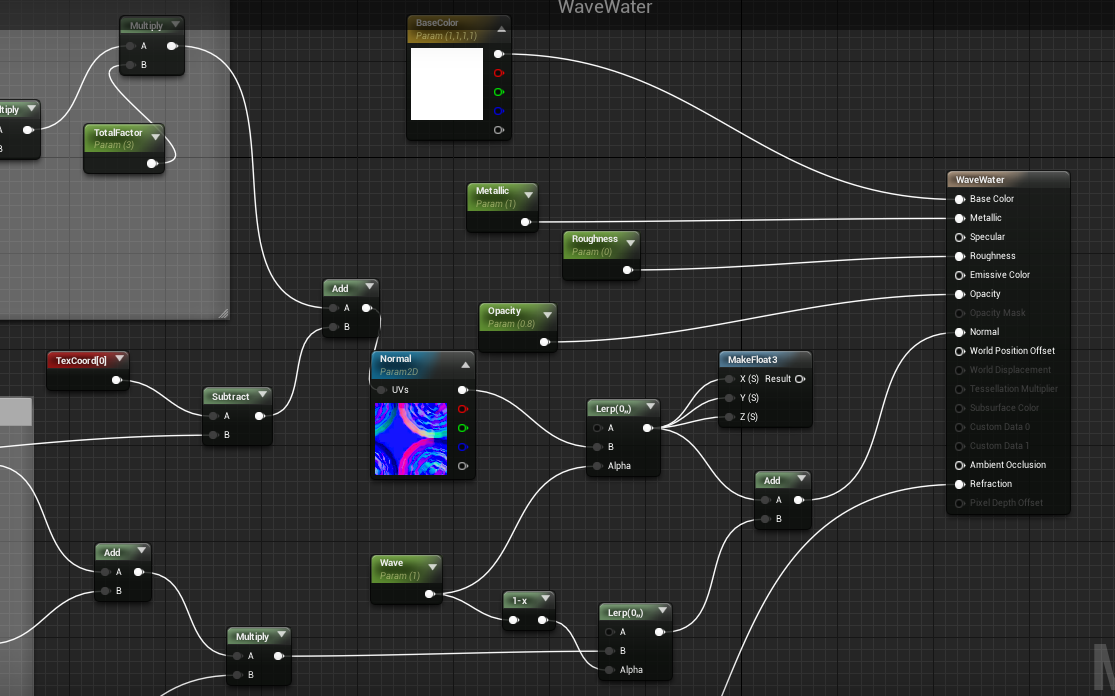 WaveWater
Multiply
A
B
ltiply
A
B
TotalFactor
Param (3)
BaseColor
Param (1,1,1,1)
Metallic
Param (1)
Roughness
Param (0)
Opacity
Param (0.8)
WaveWater
Base Color
Metallic
Specular
Roughness
Emissive Color
Opacity
Opacity Mask
Normal
World Position Offset
World Displacement
Tessellation Multiplier
Subsurface Color
Custom Data 0
Custom Data 1
Ambient Occlusion
Refraction
Pixel Depth Offset
Add
A
B
TexCoord[0]
Subtract
A
B
Normal
Param2D
UVs
MakeFloat3
X (S) Result
Y (S)
Z (S)
Lerp(0,,)
A
B
Alpha
Add
A
B
Add
A
B
Wave
Param (1)
1-x
Lerp(0,,)
A
B
Alpha
Multiply
A
B
M